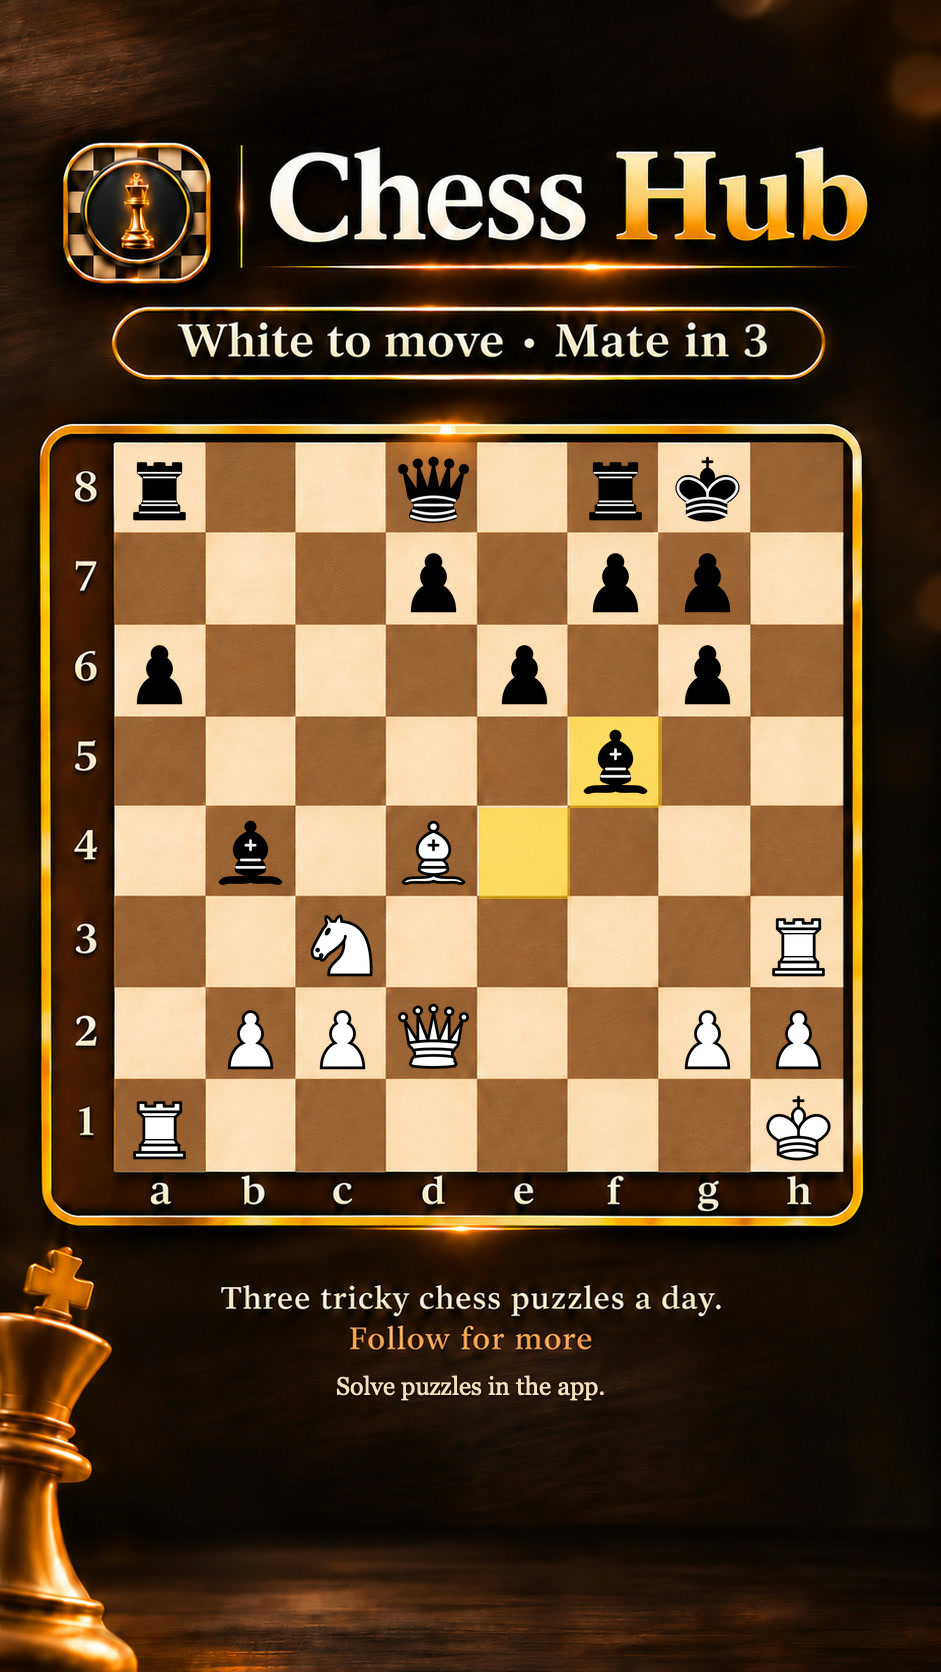 Chess Hub
White to move • Mate in 3
8
7
6
5
4
3
2
1
a b c d e f g h
Three tricky chess puzzles a day.
Follow for more
Solve puzzles in the app.